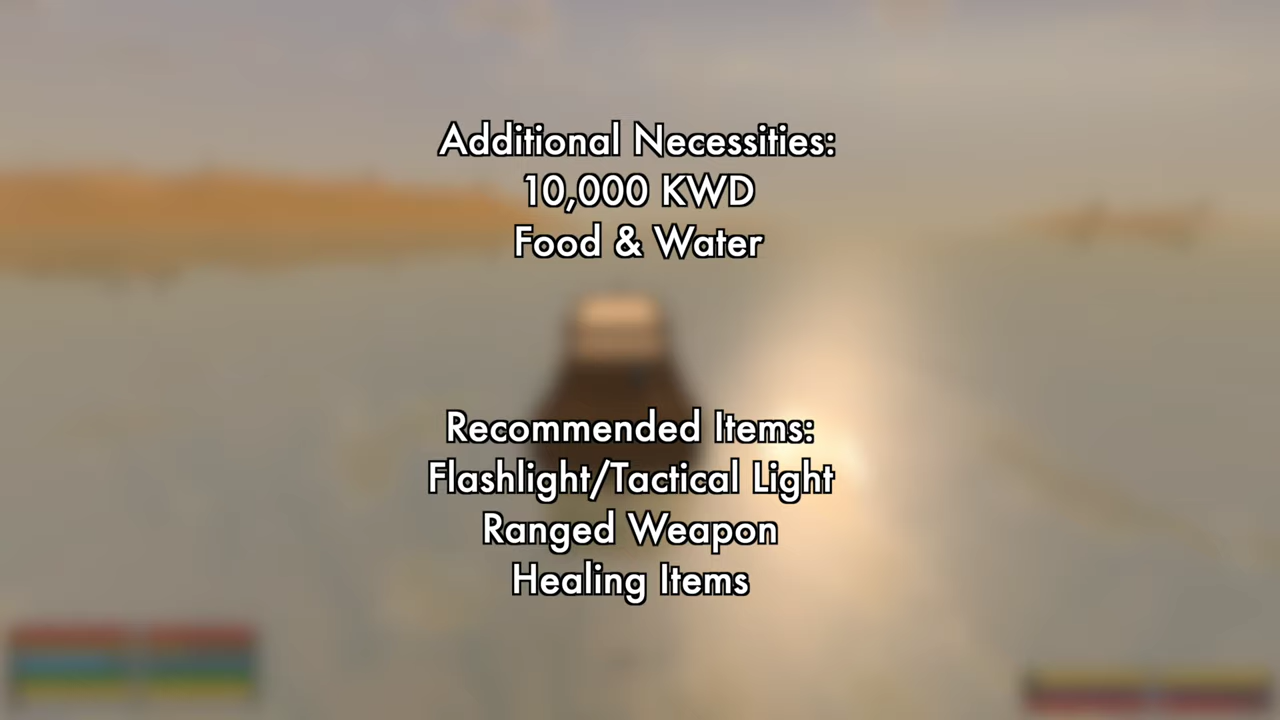 Additional Necessities:
10,000 KWD
Food & Water
Recommended Items:
Flashlight/Tactical Light
Ranged Weapon
Healing Items